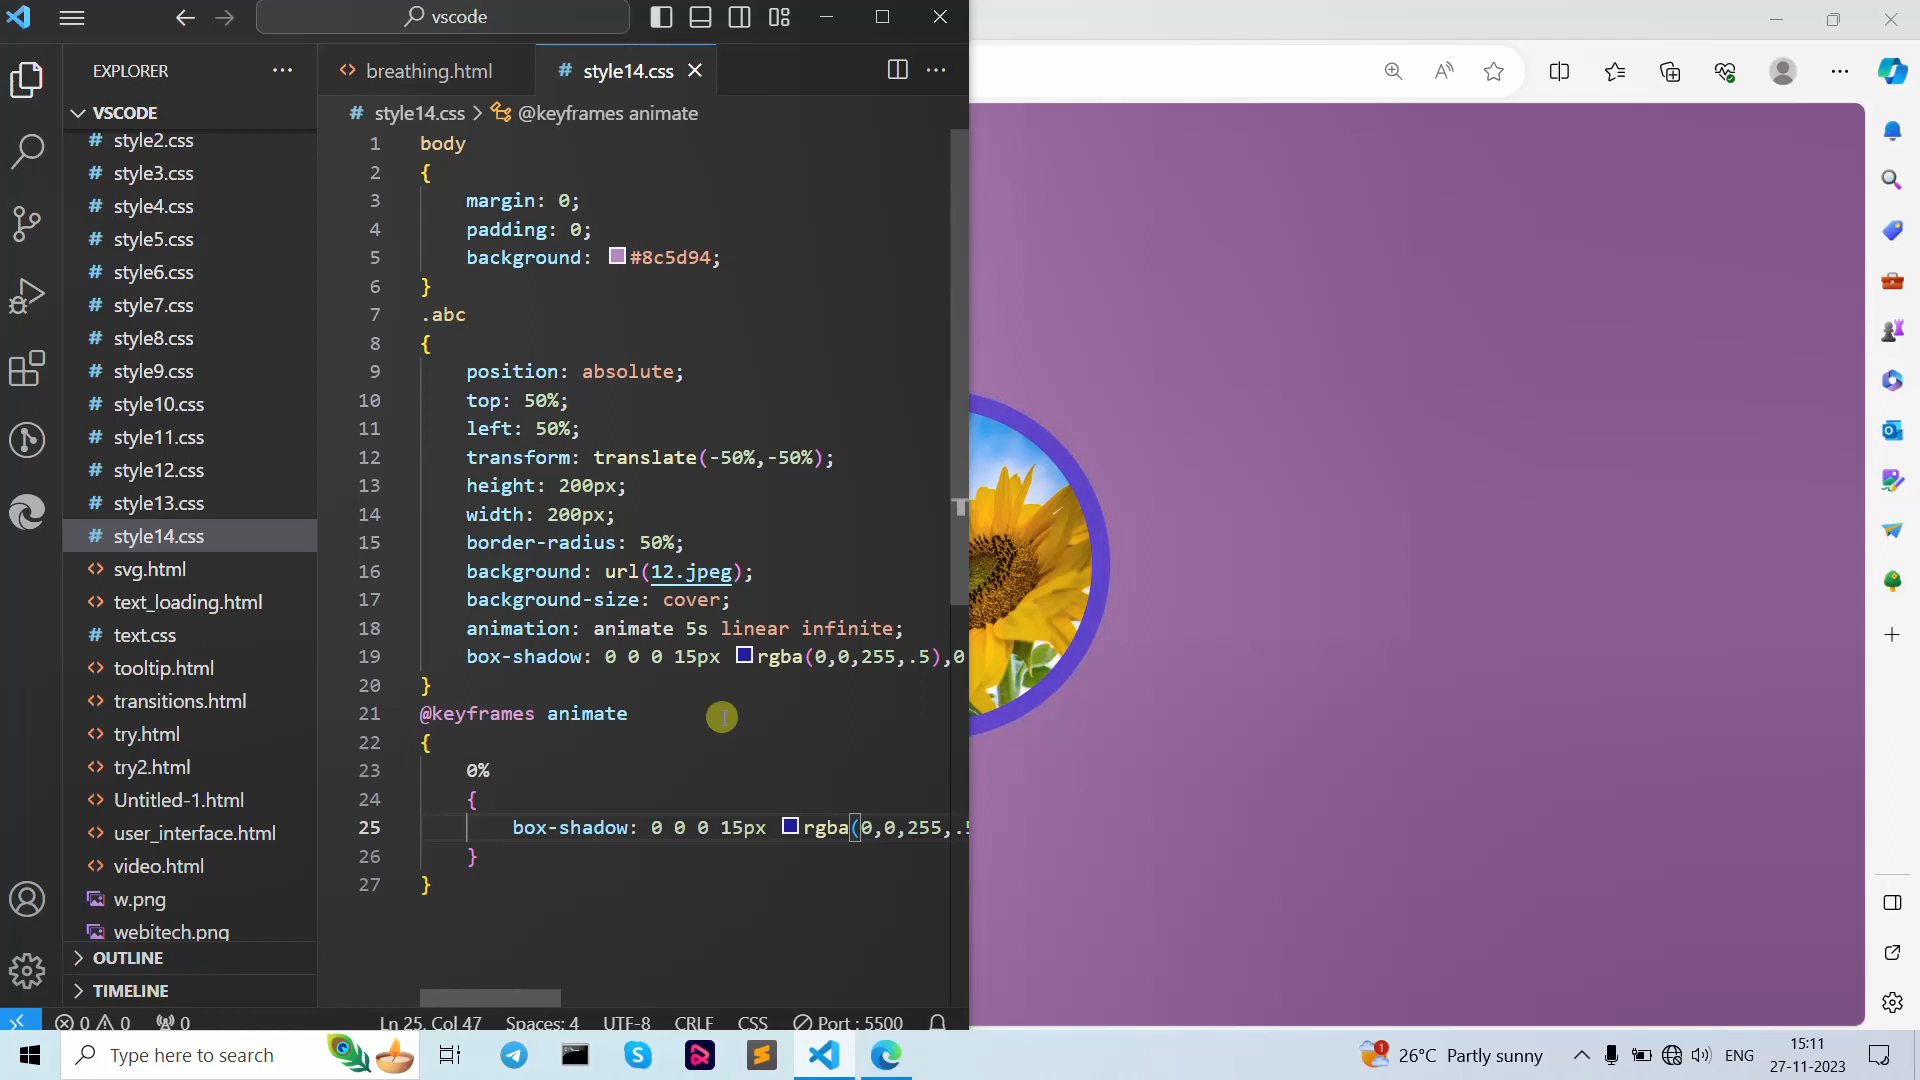 vscode
EXPLORER
breathing.html
# style14.css
VSCODE
# style14.css > @keyframes animate
# style2.css
# style3.css
# style4.css
# style5.css
# style6.css
# style7.css
# style8.css
# style9.css
# style10.css
# style11.css
# style12.css
# style13.css
# style14.css
<> svg.html
<> text_loading.html
# text.css
<> tooltip.html
<> transitions.html
<> try.html
<> try2.html
<> Untitled-1.html
<> user_interface.html
<> video.html
w.png
webitech.png
OUTLINE
TIMELINE
1 body
2 {
3 margin: 0;
4 padding: 0;
5 background: #8c5d94;
6 }
7 .abc
8 {
9 position: absolute;
10 top: 50%;
11 left: 50%;
12 transform: translate(-50%,-50%);
13 height: 200px;
14 width: 200px;
15 border-radius: 50%;
16 background: url(12.jpeg);
17 background-size: cover;
18 animation: animate 5s linear infinite;
19 box-shadow: 0 0 0 15px rgba(0,0,255,.5),0
20 }
21 @keyframes animate
22 {
23 0%
24 {
25 box-shadow: 0 0 0 15px rgba(0,0,255,.5
26 }
27 }
0 0 0 Ln 25, Col 47 Spaces: 4 UTF-8 CRLF CSS Port : 5500
Type here to search
1 26°C Partly sunny ENG
15:11
27-11-2023